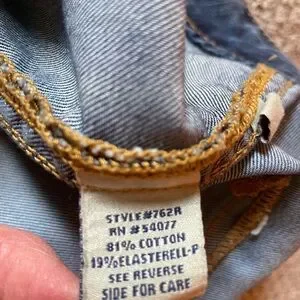 STYLE#762R
RN #54077
81% COTTON
19%ELASTERELL-P
SEE REVERSE
SIDE FOR CARE